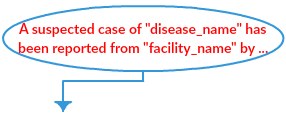 A suspected case of "disease_name" has
been reported from "facility_name" by ...